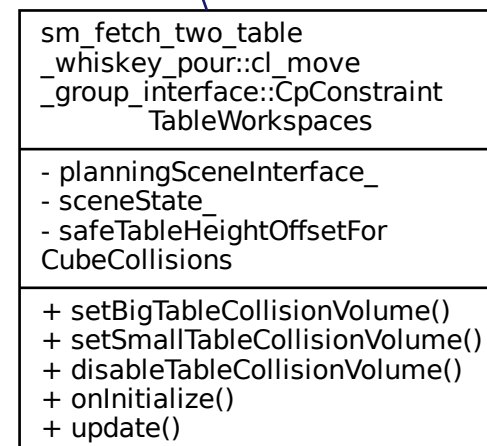 sm_fetch_two_table
_whiskey_pour::cl_move
_group_interface::CpConstraint
TableWorkspaces
- planningSceneInterface_
- sceneState_
- safeTableHeightOffsetFor
CubeCollisions
+ setBigTableCollisionVolume()
+ setSmallTableCollisionVolume()
+ disableTableCollisionVolume()
+ onInitialize()
+ update()